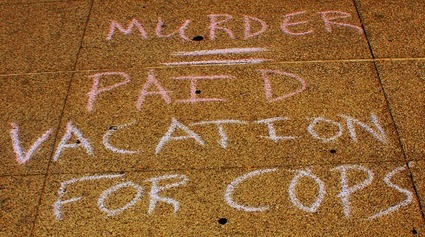 MURDER
=
PAID
VACATION
FOR COPS